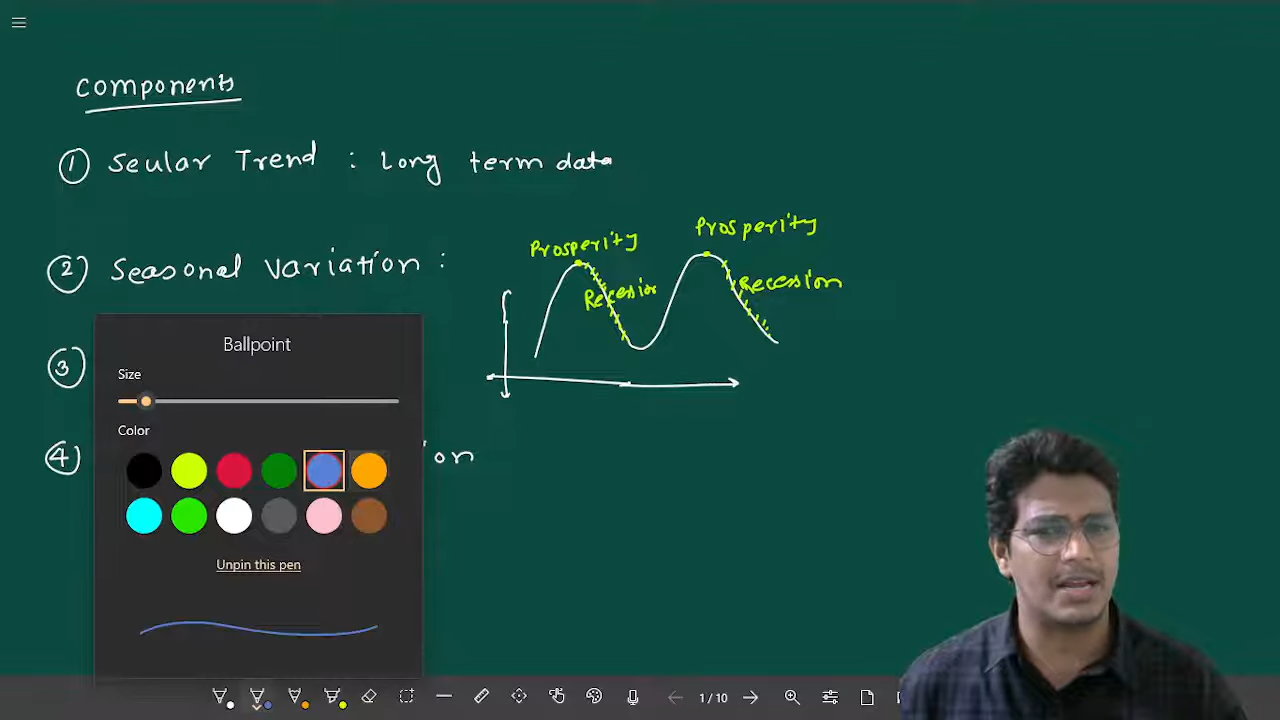 Components
① Seular Trend : Long term data
② Seasonal Variation :
Prosperity
Prosperity
Recession
Recession
③
④
on
Ballpoint
Size
Color
Unpin this pen
1/10